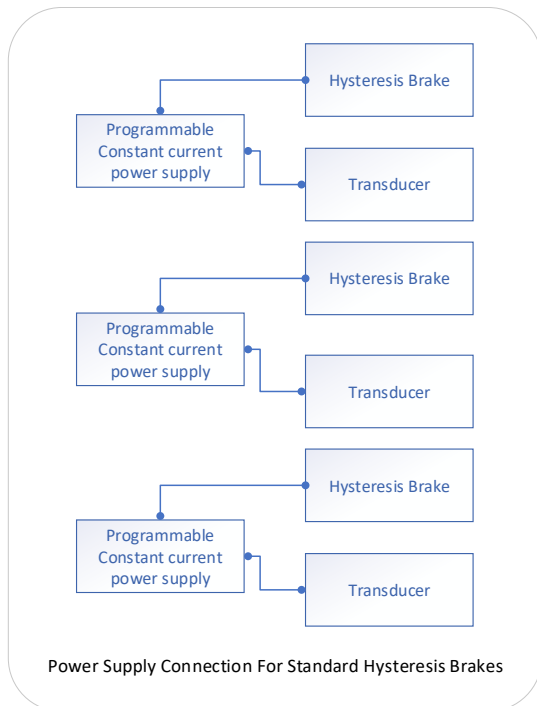 Hysteresis Brake
Programmable
Constant current
power supply
Transducer
Hysteresis Brake
Programmable
Constant current
power supply
Transducer
Hysteresis Brake
Programmable
Constant current
power supply
Transducer
Power Supply Connection For Standard Hysteresis Brakes